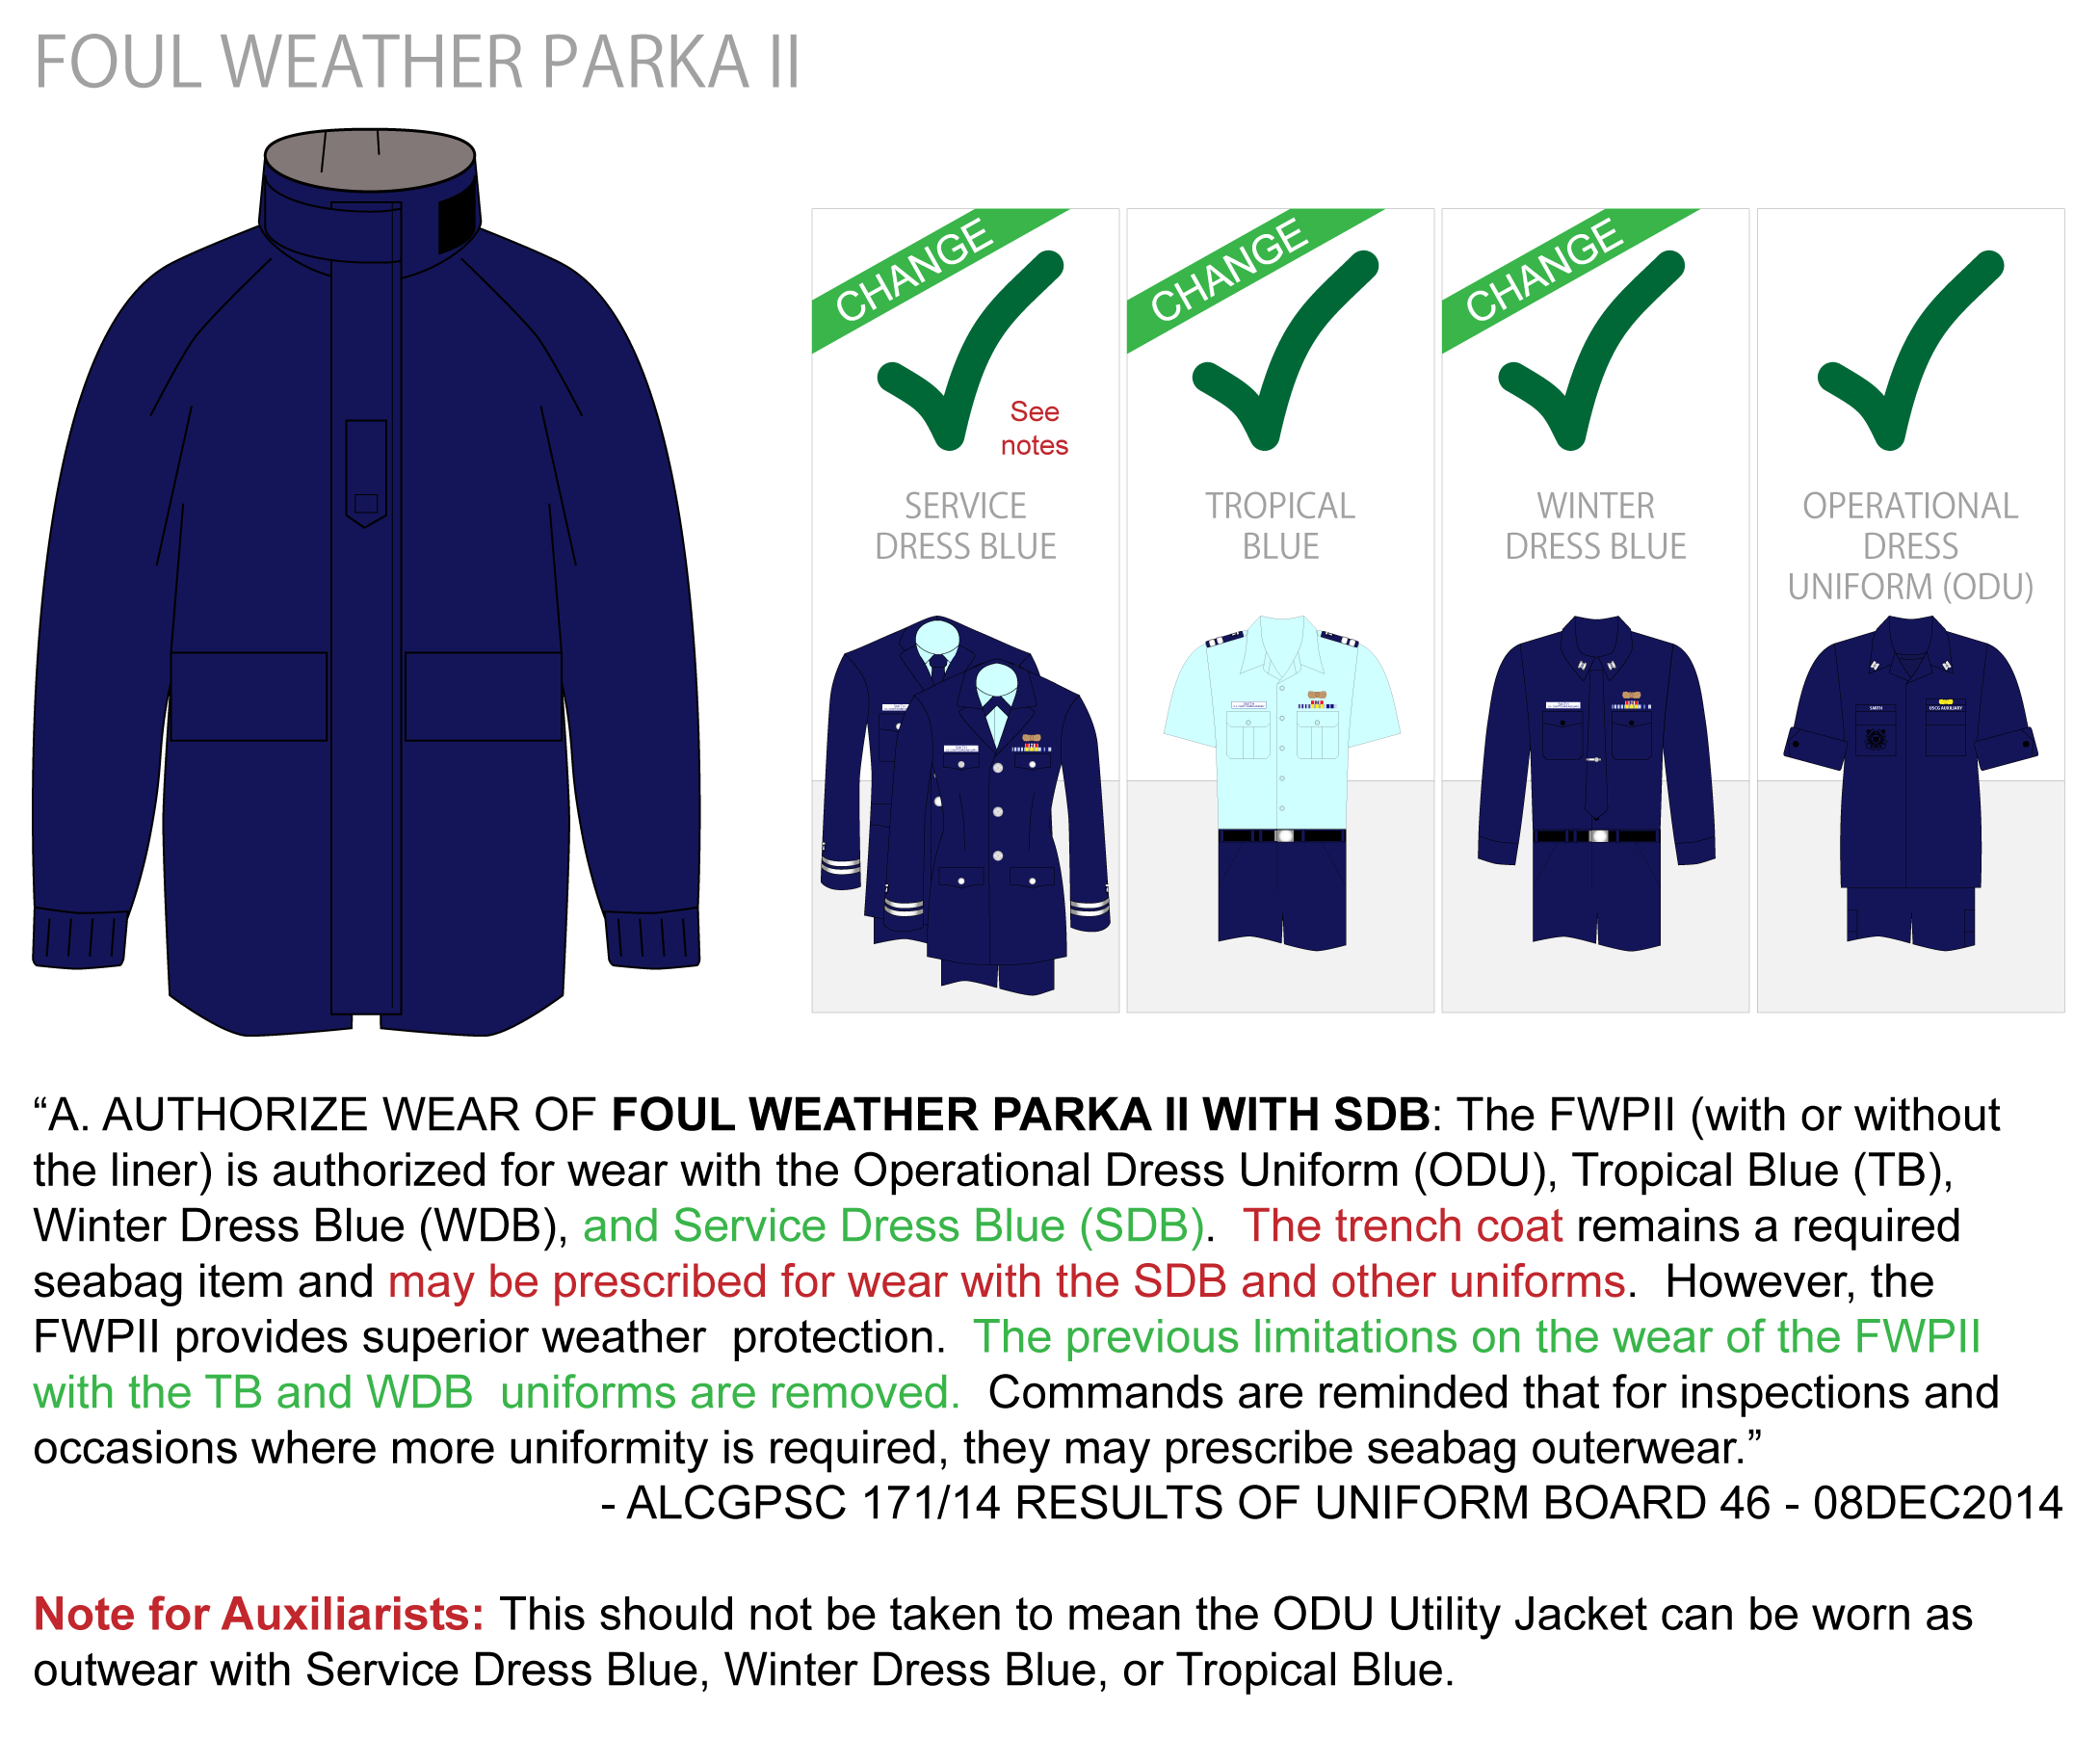 FOUL WEATHER PARKA II
CHANGE
CHANGE
CHANGE
See
notes
SERVICE
DRESS BLUE
TROPICAL
BLUE
WINTER
DRESS BLUE
OPERATIONAL
DRESS
UNIFORM (ODU)
SMITH
USCG AUXILIARY
“A. AUTHORIZE WEAR OF FOUL WEATHER PARKA II WITH SDB: The FWPII (with or without
the liner) is authorized for wear with the Operational Dress Uniform (ODU), Tropical Blue (TB),
Winter Dress Blue (WDB), and Service Dress Blue (SDB).  The trench coat remains a required
seabag item and may be prescribed for wear with the SDB and other uniforms.  However, the
FWPII provides superior weather  protection.  The previous limitations on the wear of the FWPII
with the TB and WDB  uniforms are removed.  Commands are reminded that for inspections and
occasions where more uniformity is required, they may prescribe seabag outerwear.”
- ALCGPSC 171/14 RESULTS OF UNIFORM BOARD 46 - 08DEC2014
Note for Auxiliarists: This should not be taken to mean the ODU Utility Jacket can be worn as
outwear with Service Dress Blue, Winter Dress Blue, or Tropical Blue.